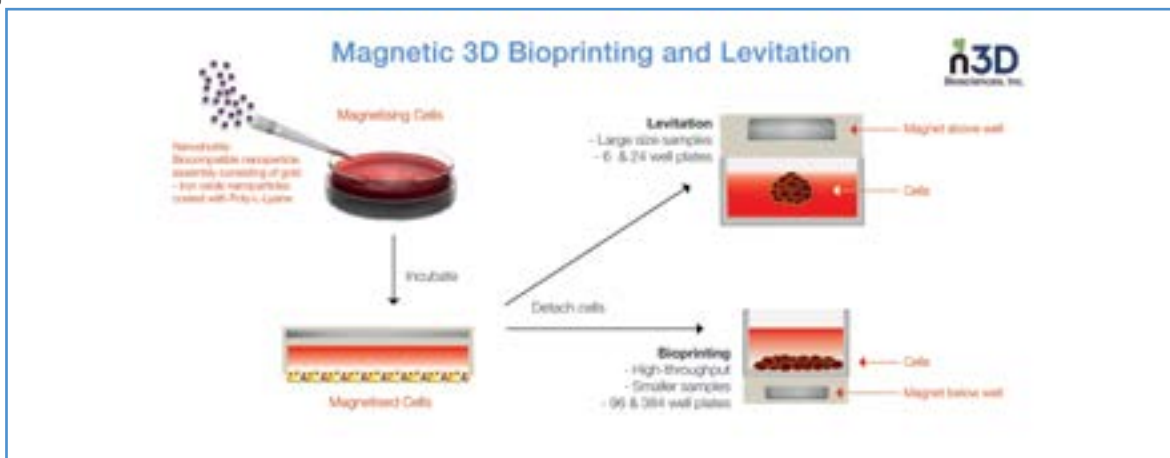 Magnetic 3D Bioprinting and Levitation
n3D
Biosciences, Inc.
Magnetising Cells
Nanoshuttle
Biocompatible nanoparticle
assembly consisting of gold
- iron oxide nanoparticles
coated with Poly-L-Lysine
Incubate
Magnetised Cells
Detach cells
Levitation
- Large size samples
- 6 & 24 well plates
Magnet above well
Cells
Bioprinting
- High-throughput
- Smaller samples
- 96 & 384 well plates
Cells
Magnet below well